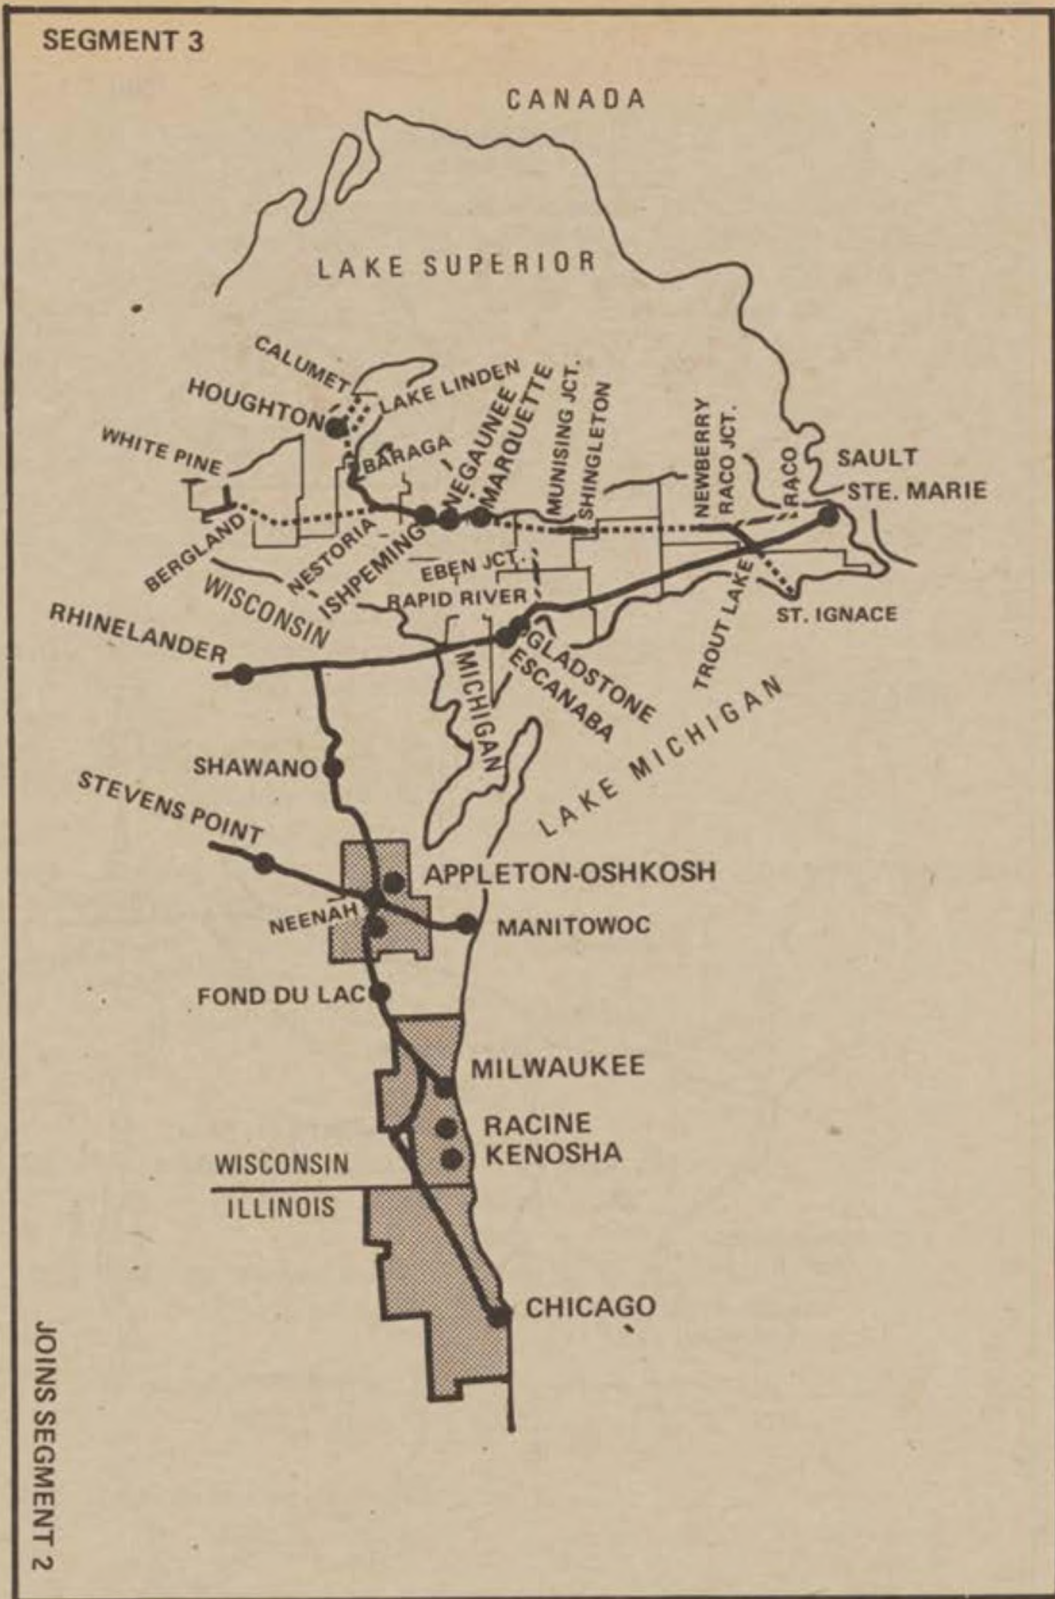 SEGMENT 3
CANADA
LAKE SUPERIOR
CALUMET
LAKE LINDEN
HOUGHTON
WHITE PINE
BARAGA
NEGAUNEE
MARQUETTE
MUNISING JCT.
SHINGLETON
NEWBERRY
RACO JCT.
RACO
SAULT
STE. MARIE
BERGLAND
NESTORIA
ISHPEMING
EBEN JCT.
RAPID RIVER
WISCONSIN
TROUT LAKE
ST. IGNACE
RHINELANDER
GLADSTONE
ESCANABA
MICHIGAN
LAKE MICHIGAN
SHAWANO
STEVENS POINT
APPLETON-OSHKOSH
NEENAH
MANITOWOC
FOND DU LAC
MILWAUKEE
RACINE
KENOSHA
WISCONSIN
ILLINOIS
CHICAGO
JOINS SEGMENT 2